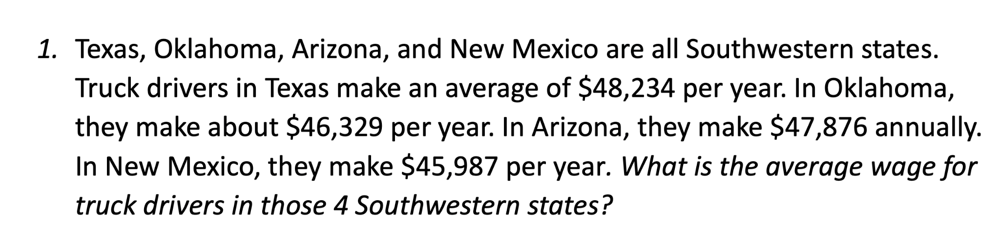 1. Texas, Oklahoma, Arizona, and New Mexico are all Southwestern states.
Truck drivers in Texas make an average of $48,234 per year. In Oklahoma,
they make about $46,329 per year. In Arizona, they make $47,876 annually.
In New Mexico, they make $45,987 per year. What is the average wage for
truck drivers in those 4 Southwestern states?